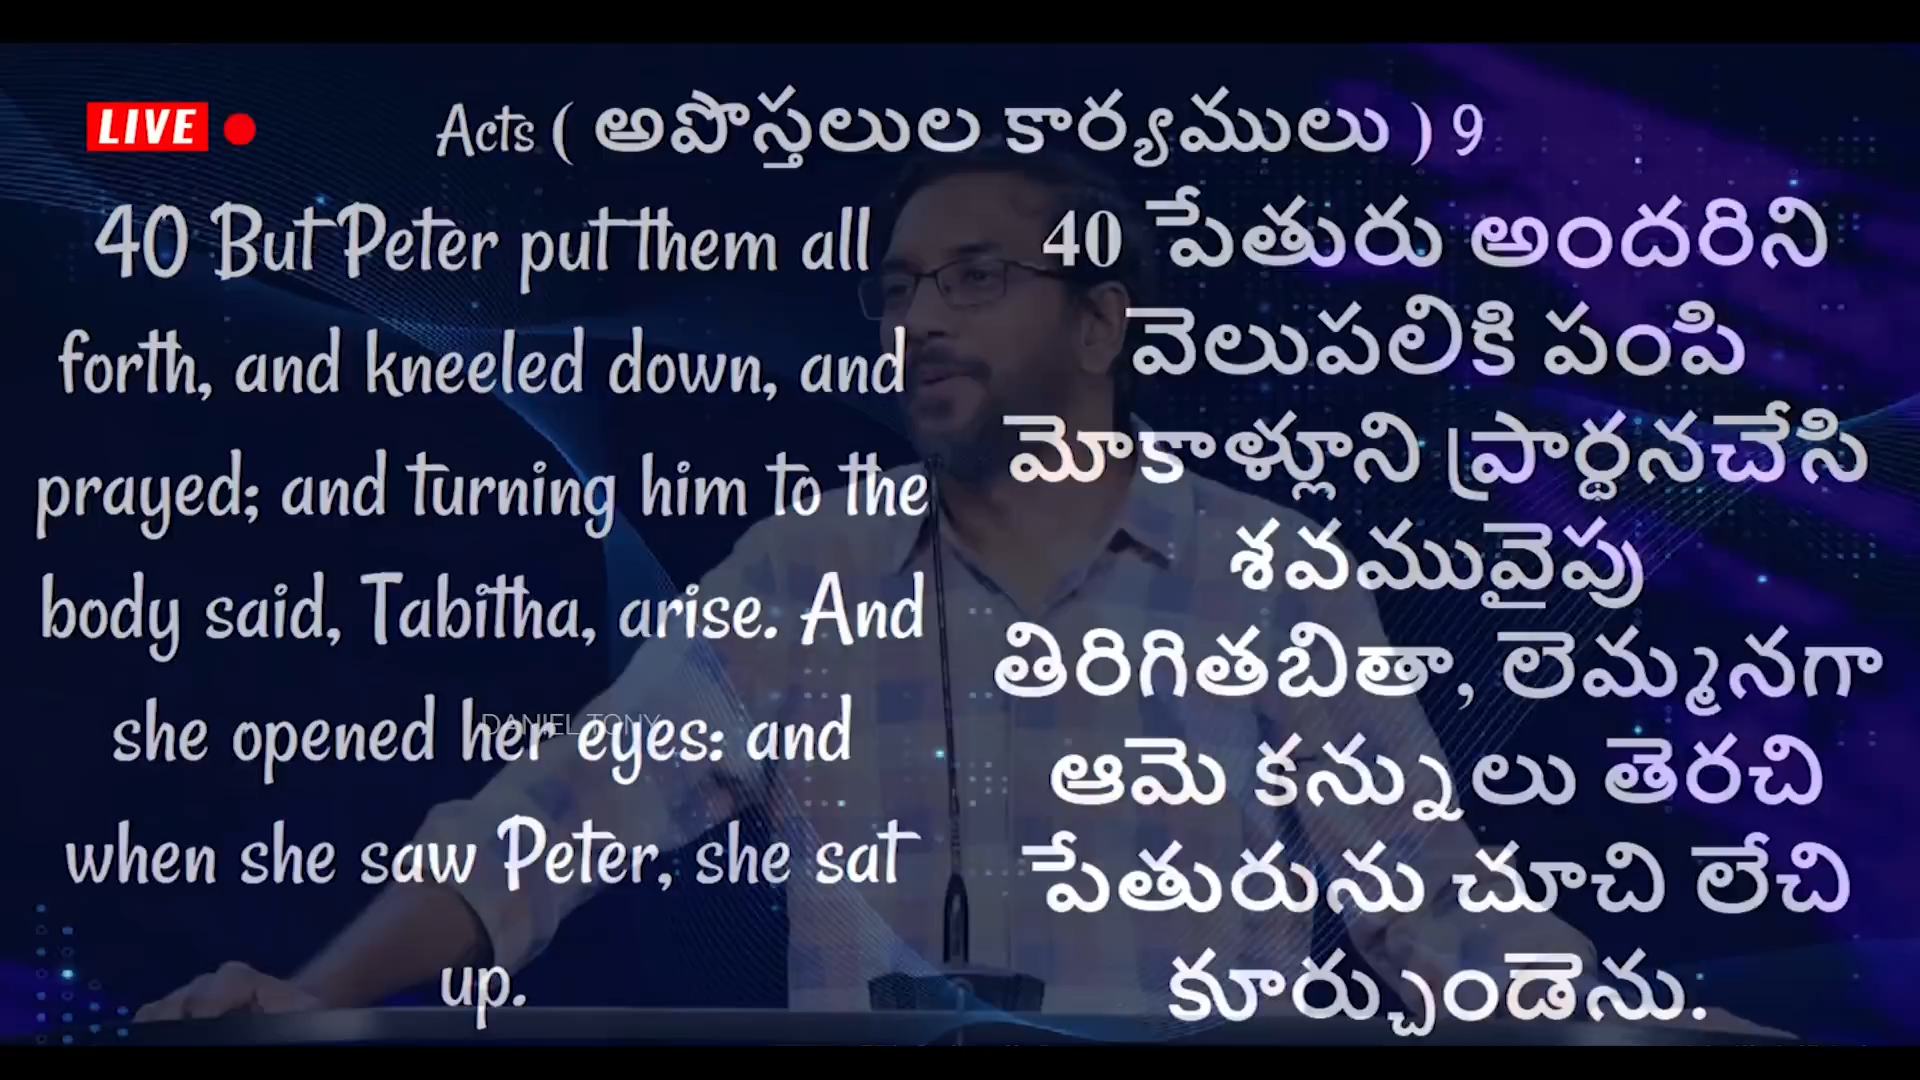 LIVE
Acts ( అపొస్తలుల కార్యములు ) 9
40 But Peter put them all
forth, and kneeled down, and
prayed; and turning him to the
body said, Tabitha, arise. And
she opened her eyes: and
when she saw Peter, she sat
up.
40 పేతురు అందరిని
వెలుపలికి పంపి
మోకాళ్లూని ప్రార్థనచేసి
శవమువైపు
తిరిగితబితా, లెమ్మనగా
ఆమె కన్నులు తెరచి
పేతురును చూచి లేచి
కూర్చుండెను.
DANIEL TONY